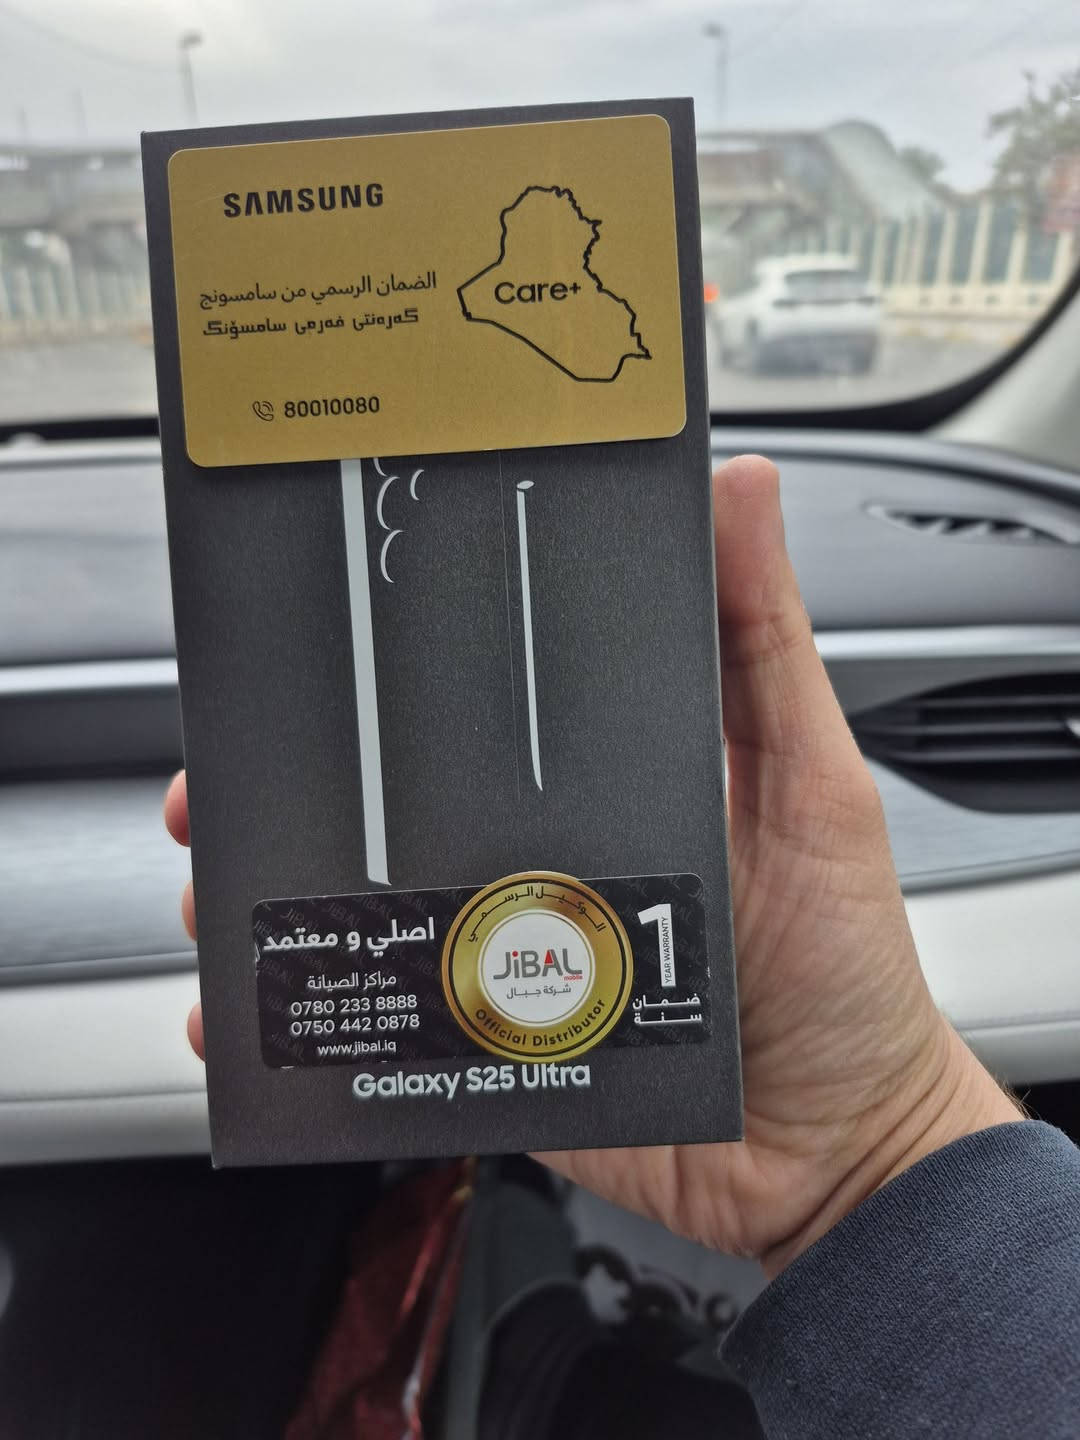 SAMSUNG
الضمان الرسمي من سامسونج
گەرەنتی فەرمی سامسۆنگ
Care+
80010080
اصلي و معتمد
مراكز الصيانة
0780 233 8888
0750 442 0878
www.jibal.iq
الوكيل الرسمي
JiBAL
mobile
شركة جبال
Official Distributor
1
YEAR WARRANTY
ضمان
سنة
Galaxy S25 Ultra